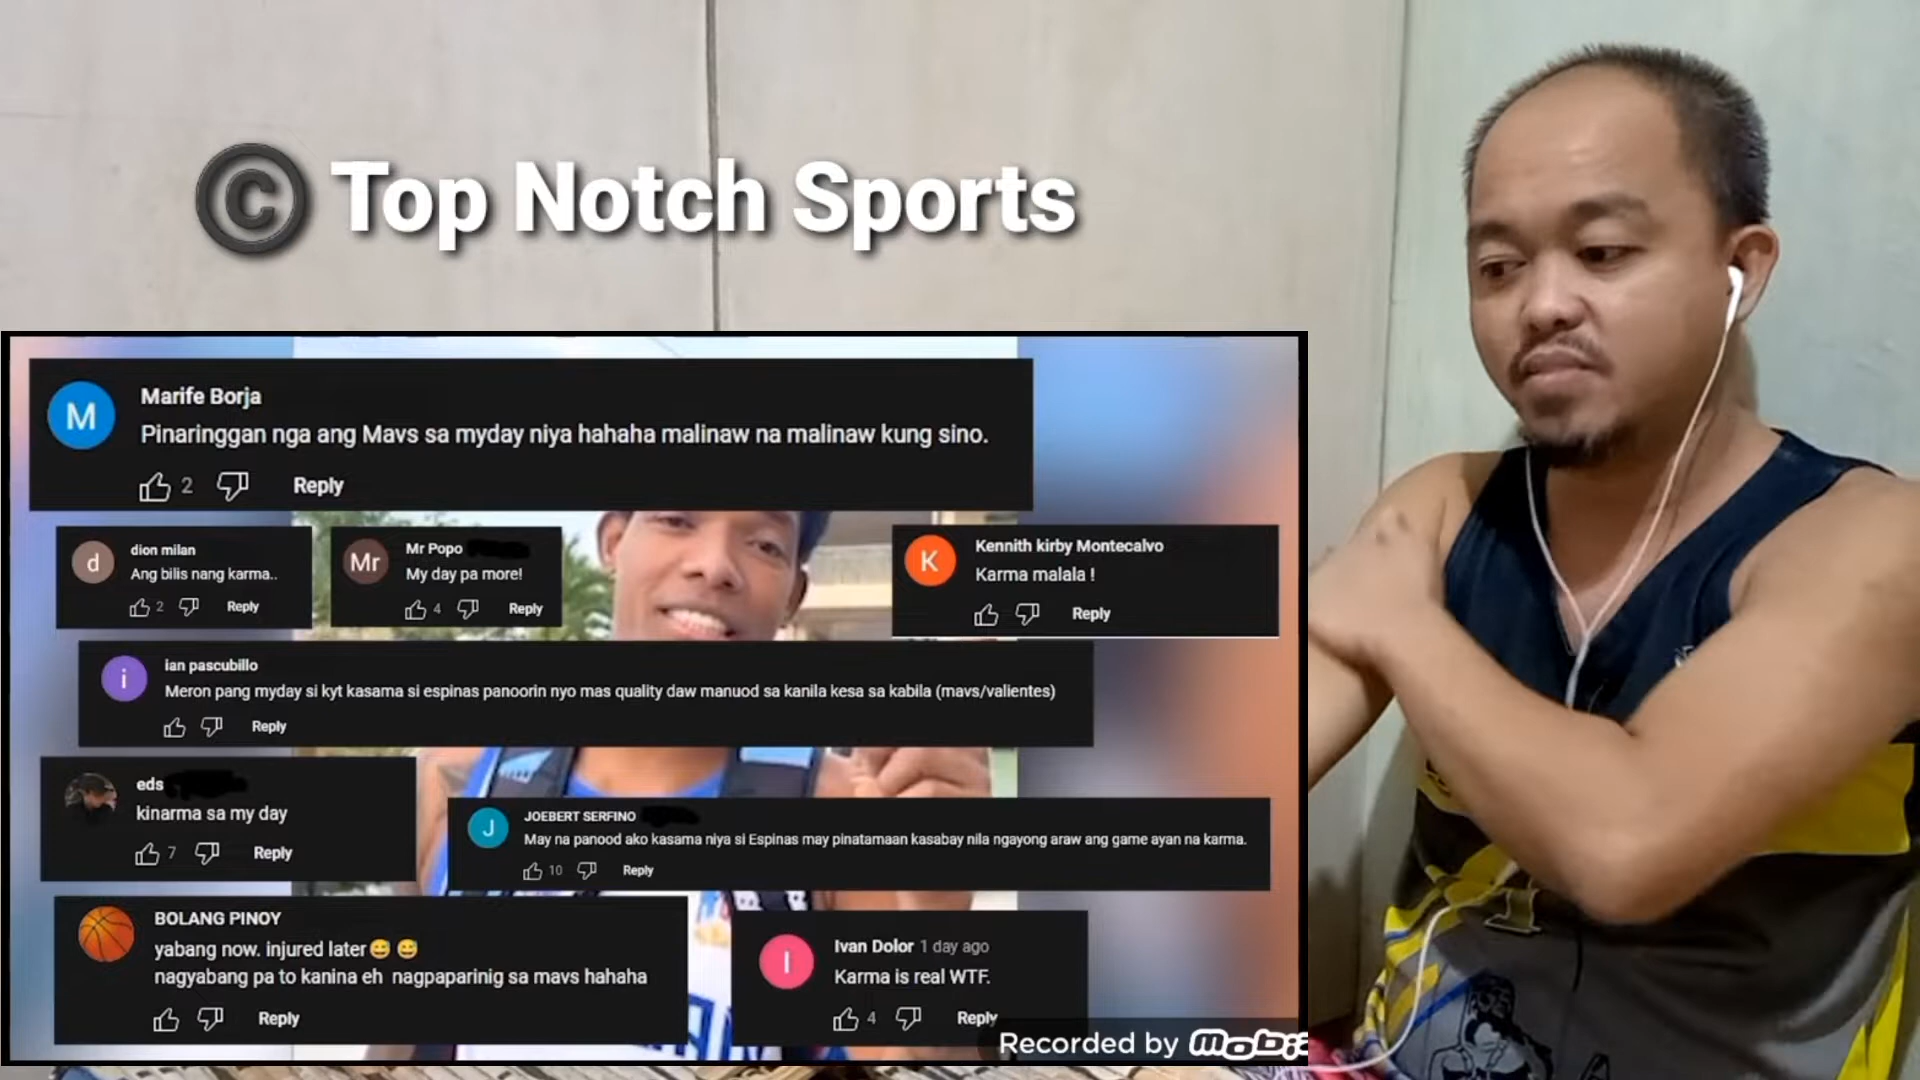 © Top Notch Sports
M
Marife Borja
Pinaringgan nga ang Mavs sa myday niya hahaha malinaw na malinaw kung sino.
2 Reply
d
dion milan
Ang bilis nang karma..
2 Reply
Mr
Mr Popo
My day pa more!
4 Reply
K
Kennith kirby Montecalvo
Karma malala !
Reply
i
ian pascubillo
Meron pang myday si kyt kasama si espinas panoorin nyo mas quality daw manuod sa kanila kesa sa kabila (mavs/valientes)
Reply
eds
kinarma sa my day
7 Reply
J
JOEBERT SERFINO
May na panood ako kasama niya si Espinas may pinatamaan kasabay nila ngayong araw ang game ayan na karma.
10 Reply
BOLANG PINOY
yabang now. injured later😅 😅
nagyabang pa to kanina eh nagpaparinig sa mavs hahaha
Reply
I
Ivan Dolor 1 day ago
Karma is real WTF.
4 Reply
Recorded by